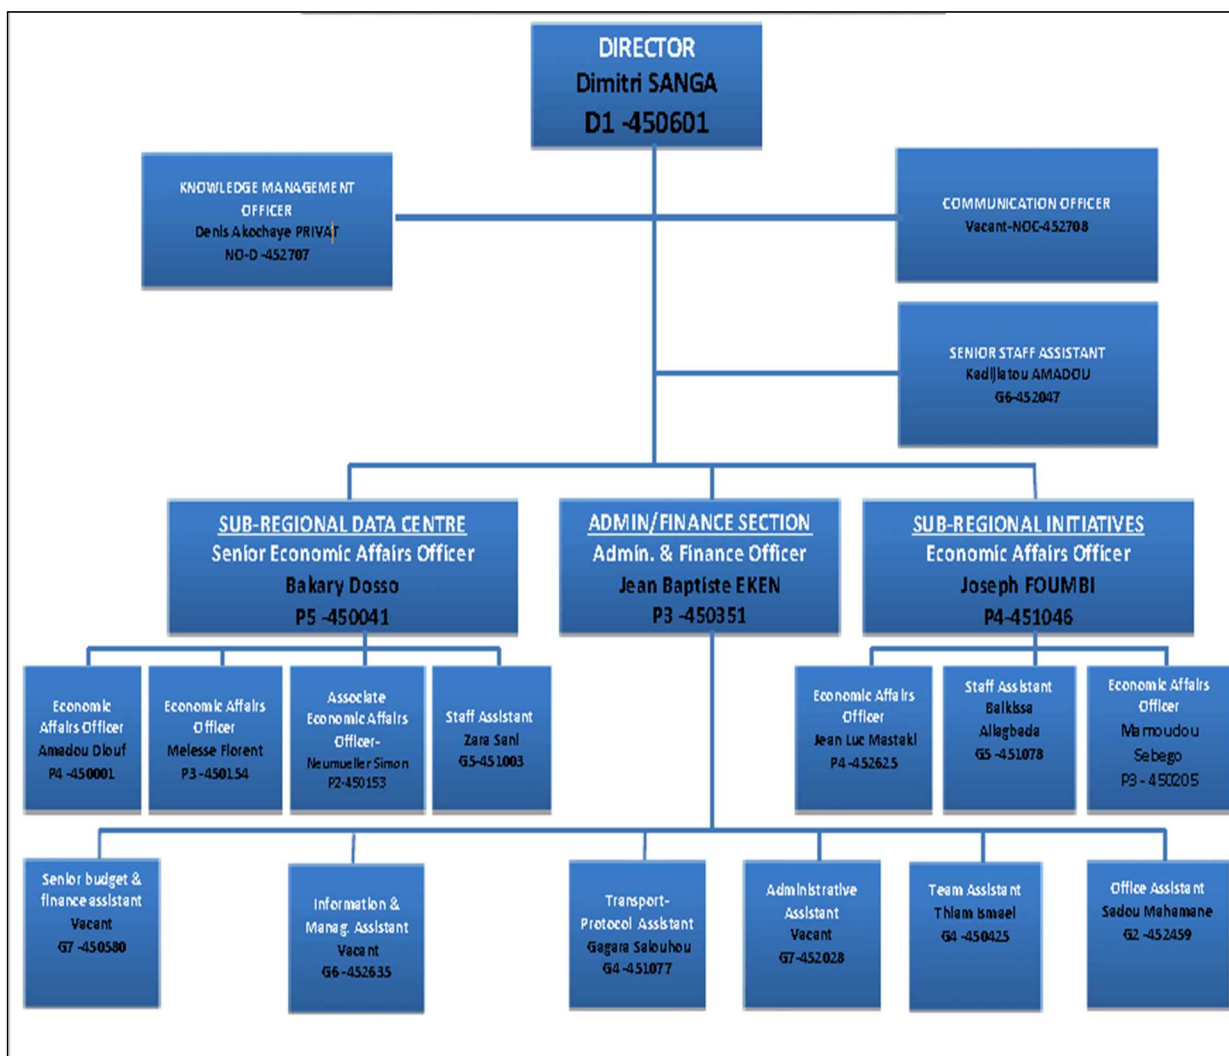 DIRECTOR
Dimitri SANGA
D1 -450601
KNOWLEDGE MANAGEMENT
OFFICER
Denis Akochaye PRIVAT
NO-D -452707
COMMUNICATION OFFICER
Vacant-NOC-452708
SENIOR STAFF ASSISTANT
Kadijiatou AMADOU
G6-452047
SUB-REGIONAL DATA CENTRE
Senior Economic Affairs Officer
Bakary Dosso
P5 -450041
ADMIN/FINANCE SECTION
Admin. & Finance Officer
Jean Baptiste EKEN
P3 -450351
SUB-REGIONAL INITIATIVES
Economic Affairs Officer
Joseph FOUMBI
P4-451046
Economic
Affairs Officer
Amadou Diouf
P4 -450001
Economic Affairs
Officer
Melesse Florent
P3 -450154
Associate
Economic Affairs
Officer-
Neumueller Simon
P2-450153
Staff Assistant
Zara Sani
G5-451003
Economic Affairs
Officer
Jean Luc Mastaki
P4 -452625
Staff Assistant
Balkissa
Allagbada
G5 -451078
Economic Affairs
Officer
Mamoudou
Sebego
P3 - 450205
Senior budget &
finance assistant
Vacant
G7 -450580
Information &
Manag. Assistant
Vacant
G6 -452635
Transport-
Protocol Assistant
Gagara Salouhou
G4 -451077
Administrative
Assistant
Vacant
G7-452028
Team Assistant
Thiam Ismael
G4 -450425
Office Assistant
Sadou Mahamane
G2 -452459